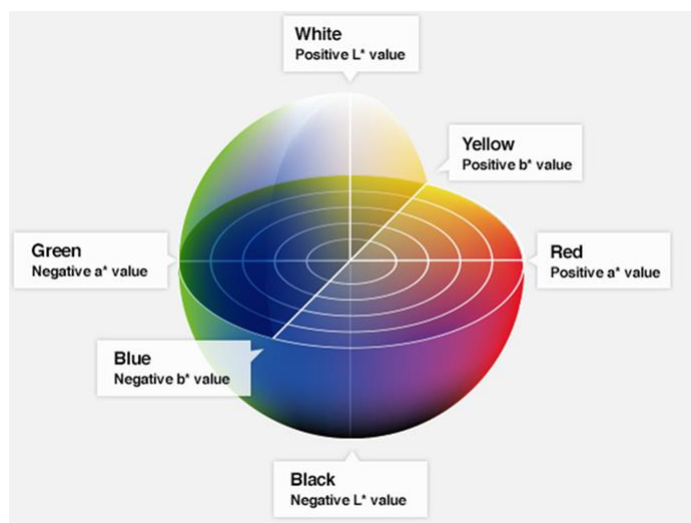 White
Positive L* value
Yellow
Positive b* value
Green
Negative a* value
Red
Positive a* value
Blue
Negative b* value
Black
Negative L* value